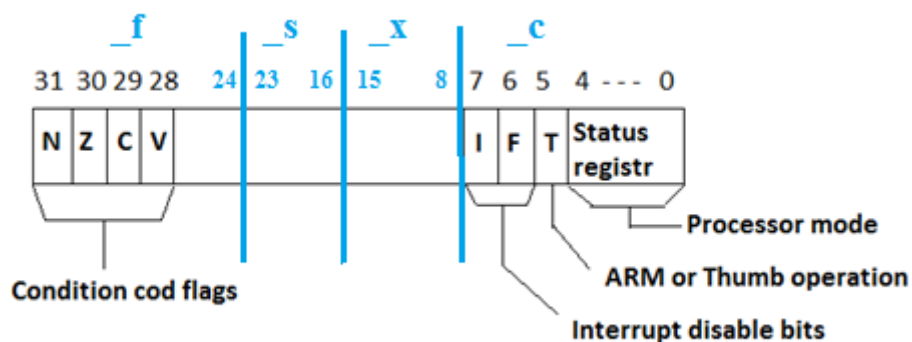 _f _s _x _c
31 30 29 28 24 23 16 15 8 7 6 5 4 - - - 0
N Z C V I F T Status
registr
Processor mode
Condition cod flags ARM or Thumb operation
Interrupt disable bits